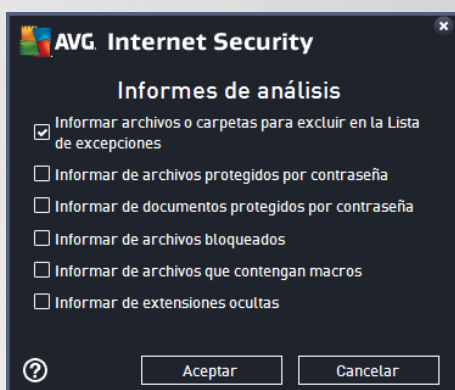 AVG. Internet Security
Informes de análisis
Informar archivos o carpetas para excluir en la Lista
de excepciones
Informar de archivos protegidos por contraseña
Informar de documentos protegidos por contraseña
Informar de archivos bloqueados
Informar de archivos que contengan macros
Informar de extensiones ocultas
? Aceptar Cancelar